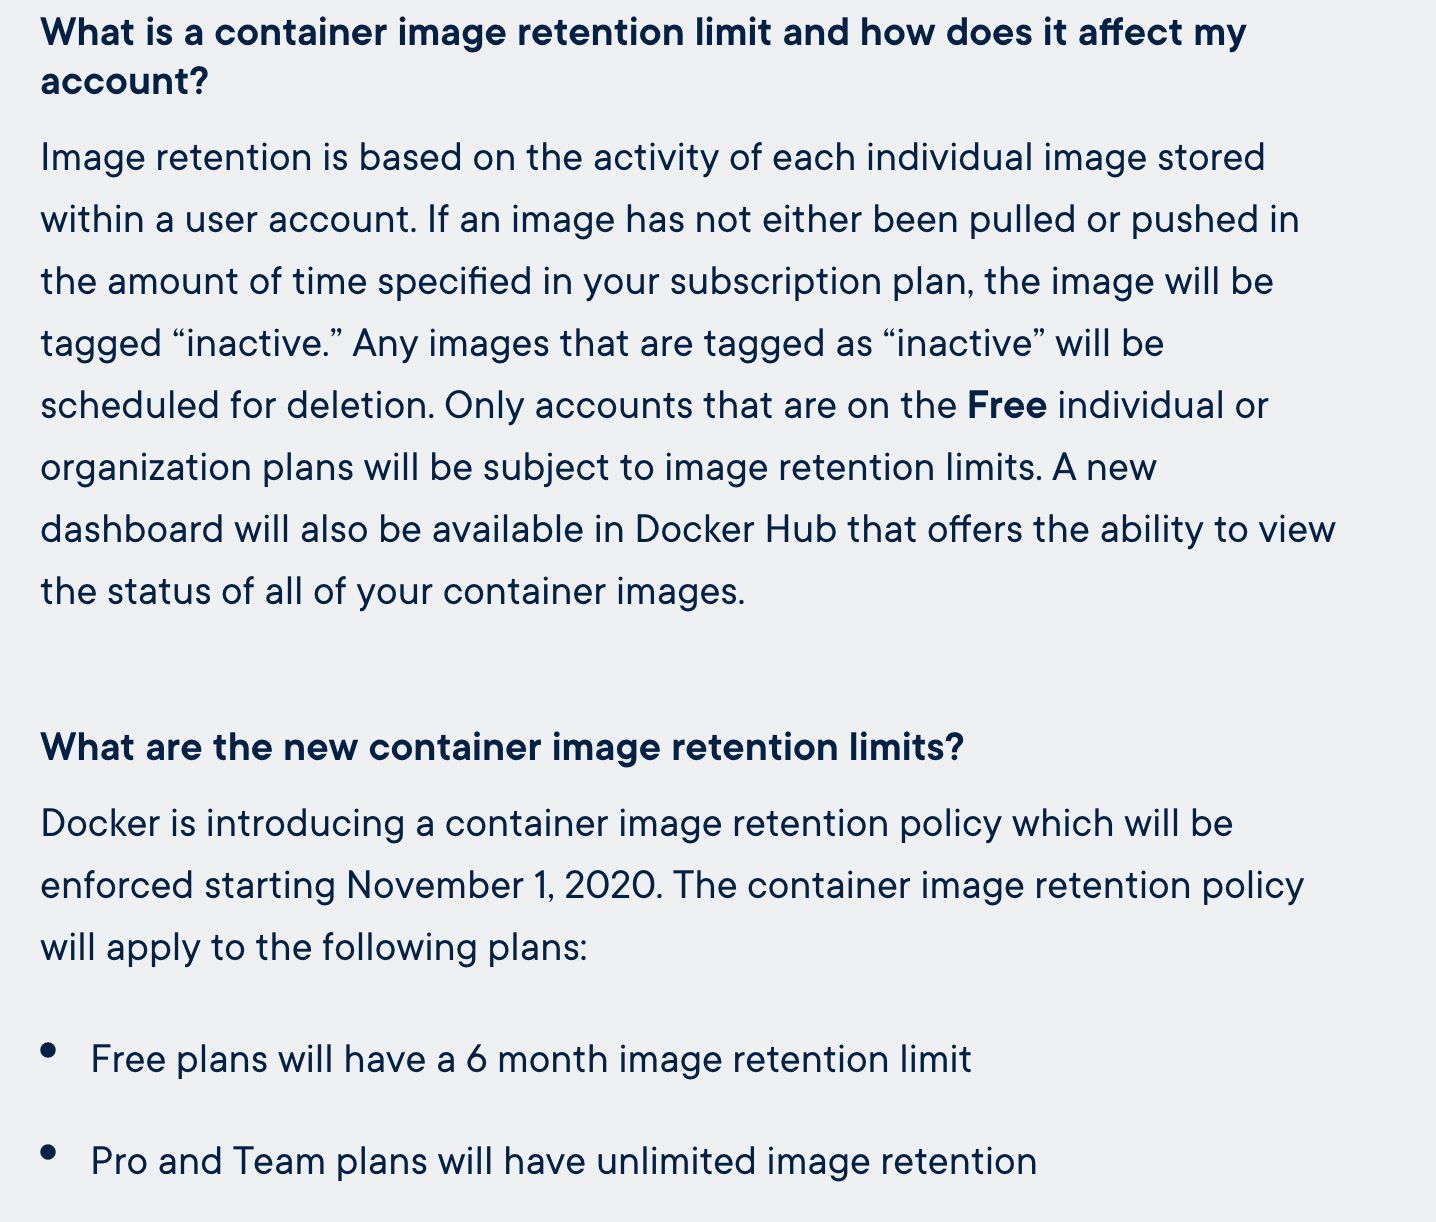 What is a container image retention limit and how does it affect my
account?
Image retention is based on the activity of each individual image stored
within a user account. If an image has not either been pulled or pushed in
the amount of time specified in your subscription plan, the image will be
tagged “inactive.” Any images that are tagged as “inactive” will be
scheduled for deletion. Only accounts that are on the Free individual or
organization plans will be subject to image retention limits. A new
dashboard will also be available in Docker Hub that offers the ability to view
the status of all of your container images.
What are the new container image retention limits?
Docker is introducing a container image retention policy which will be
enforced starting November 1, 2020. The container image retention policy
will apply to the following plans:
• Free plans will have a 6 month image retention limit
• Pro and Team plans will have unlimited image retention